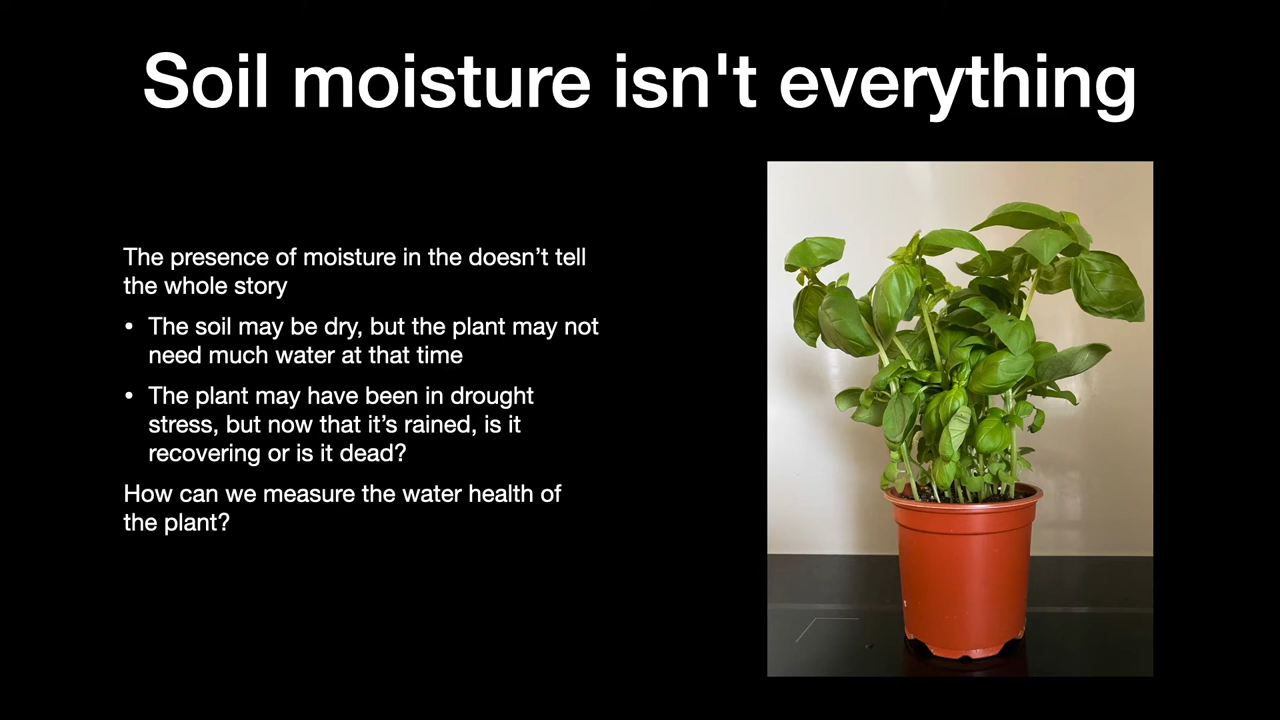 Soil moisture isn't everything
The presence of moisture in the doesn’t tell
the whole story
• The soil may be dry, but the plant may not
need much water at that time
• The plant may have been in drought
stress, but now that it’s rained, is it
recovering or is it dead?
How can we measure the water health of
the plant?